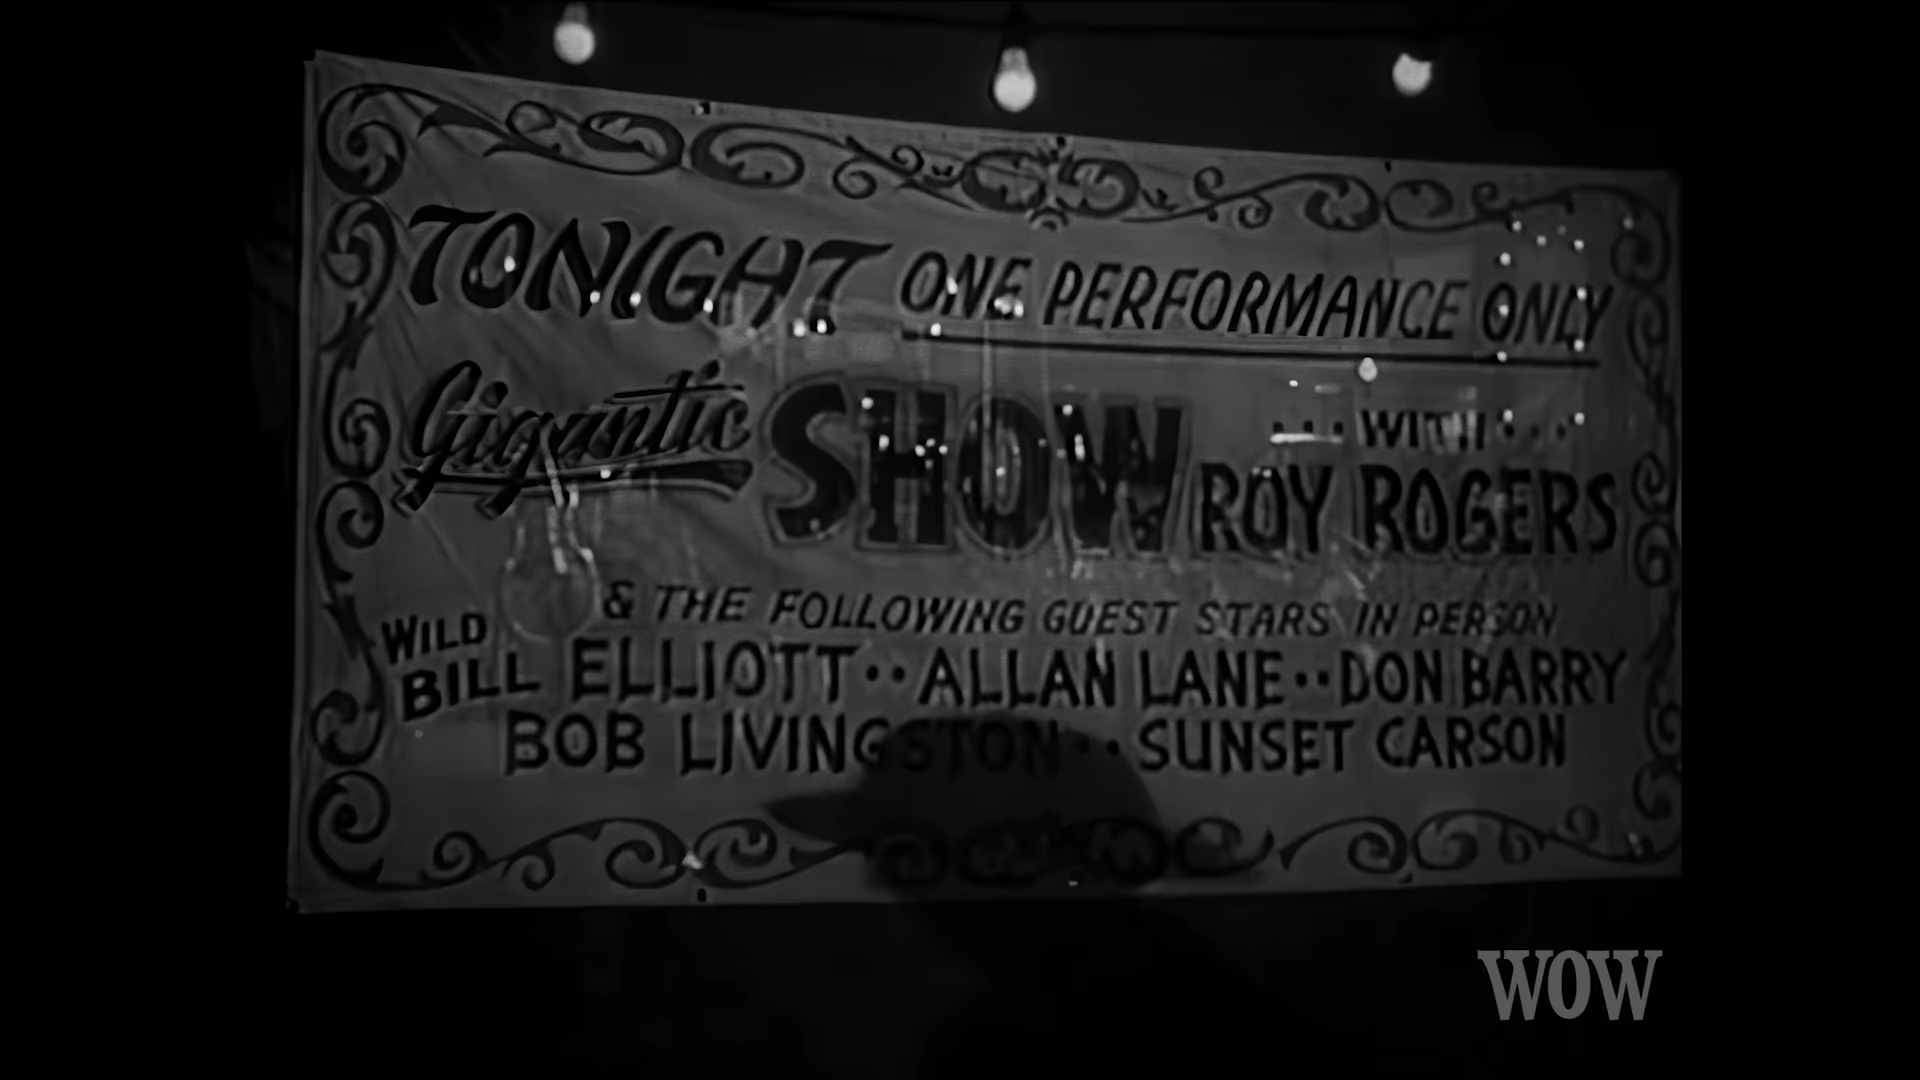 TONIGHT ONE PERFORMANCE ONLY
Gigantic SHOW ... WITH ...
ROY ROGERS
& THE FOLLOWING GUEST STARS IN PERSON
WILD BILL ELLIOTT .. ALLAN LANE .. DON BARRY
BOB LIVINGSTON .. SUNSET CARSON
WOW